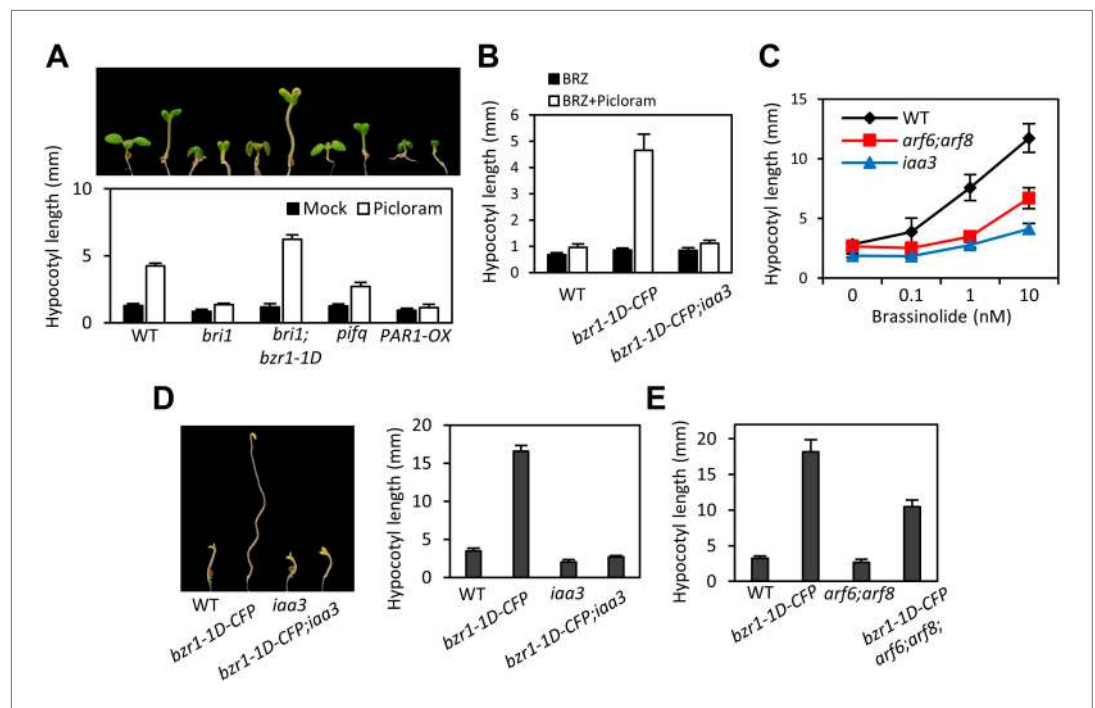 A
Hypocotyl length (mm)
10
5
0
Mock
Picloram
WT
bri1
bri1;
bzr1-1D
pifq
PAR1-OX
B
BRZ
BRZ+Picloram
Hypocotyl length (mm)
6
5
4
3
2
1
0
WT
bzr1-1D-CFP
bzr1-1D-CFP;iaa3
C
Hypocotyl length (mm)
15
10
5
0
WT
arf6;arf8
iaa3
0
0.1
1
10
Brassinolide (nM)
D
WT
bzr1-1D-CFP
iaa3
bzr1-1D-CFP;iaa3
Hypocotyl length (mm)
20
15
10
5
0
WT
bzr1-1D-CFP
iaa3
bzr1-1D-CFP;iaa3
E
Hypocotyl length (mm)
20
15
10
5
0
WT
bzr1-1D-CFP
arf6;arf8
bzr1-1D-CFP
arf6;arf8;